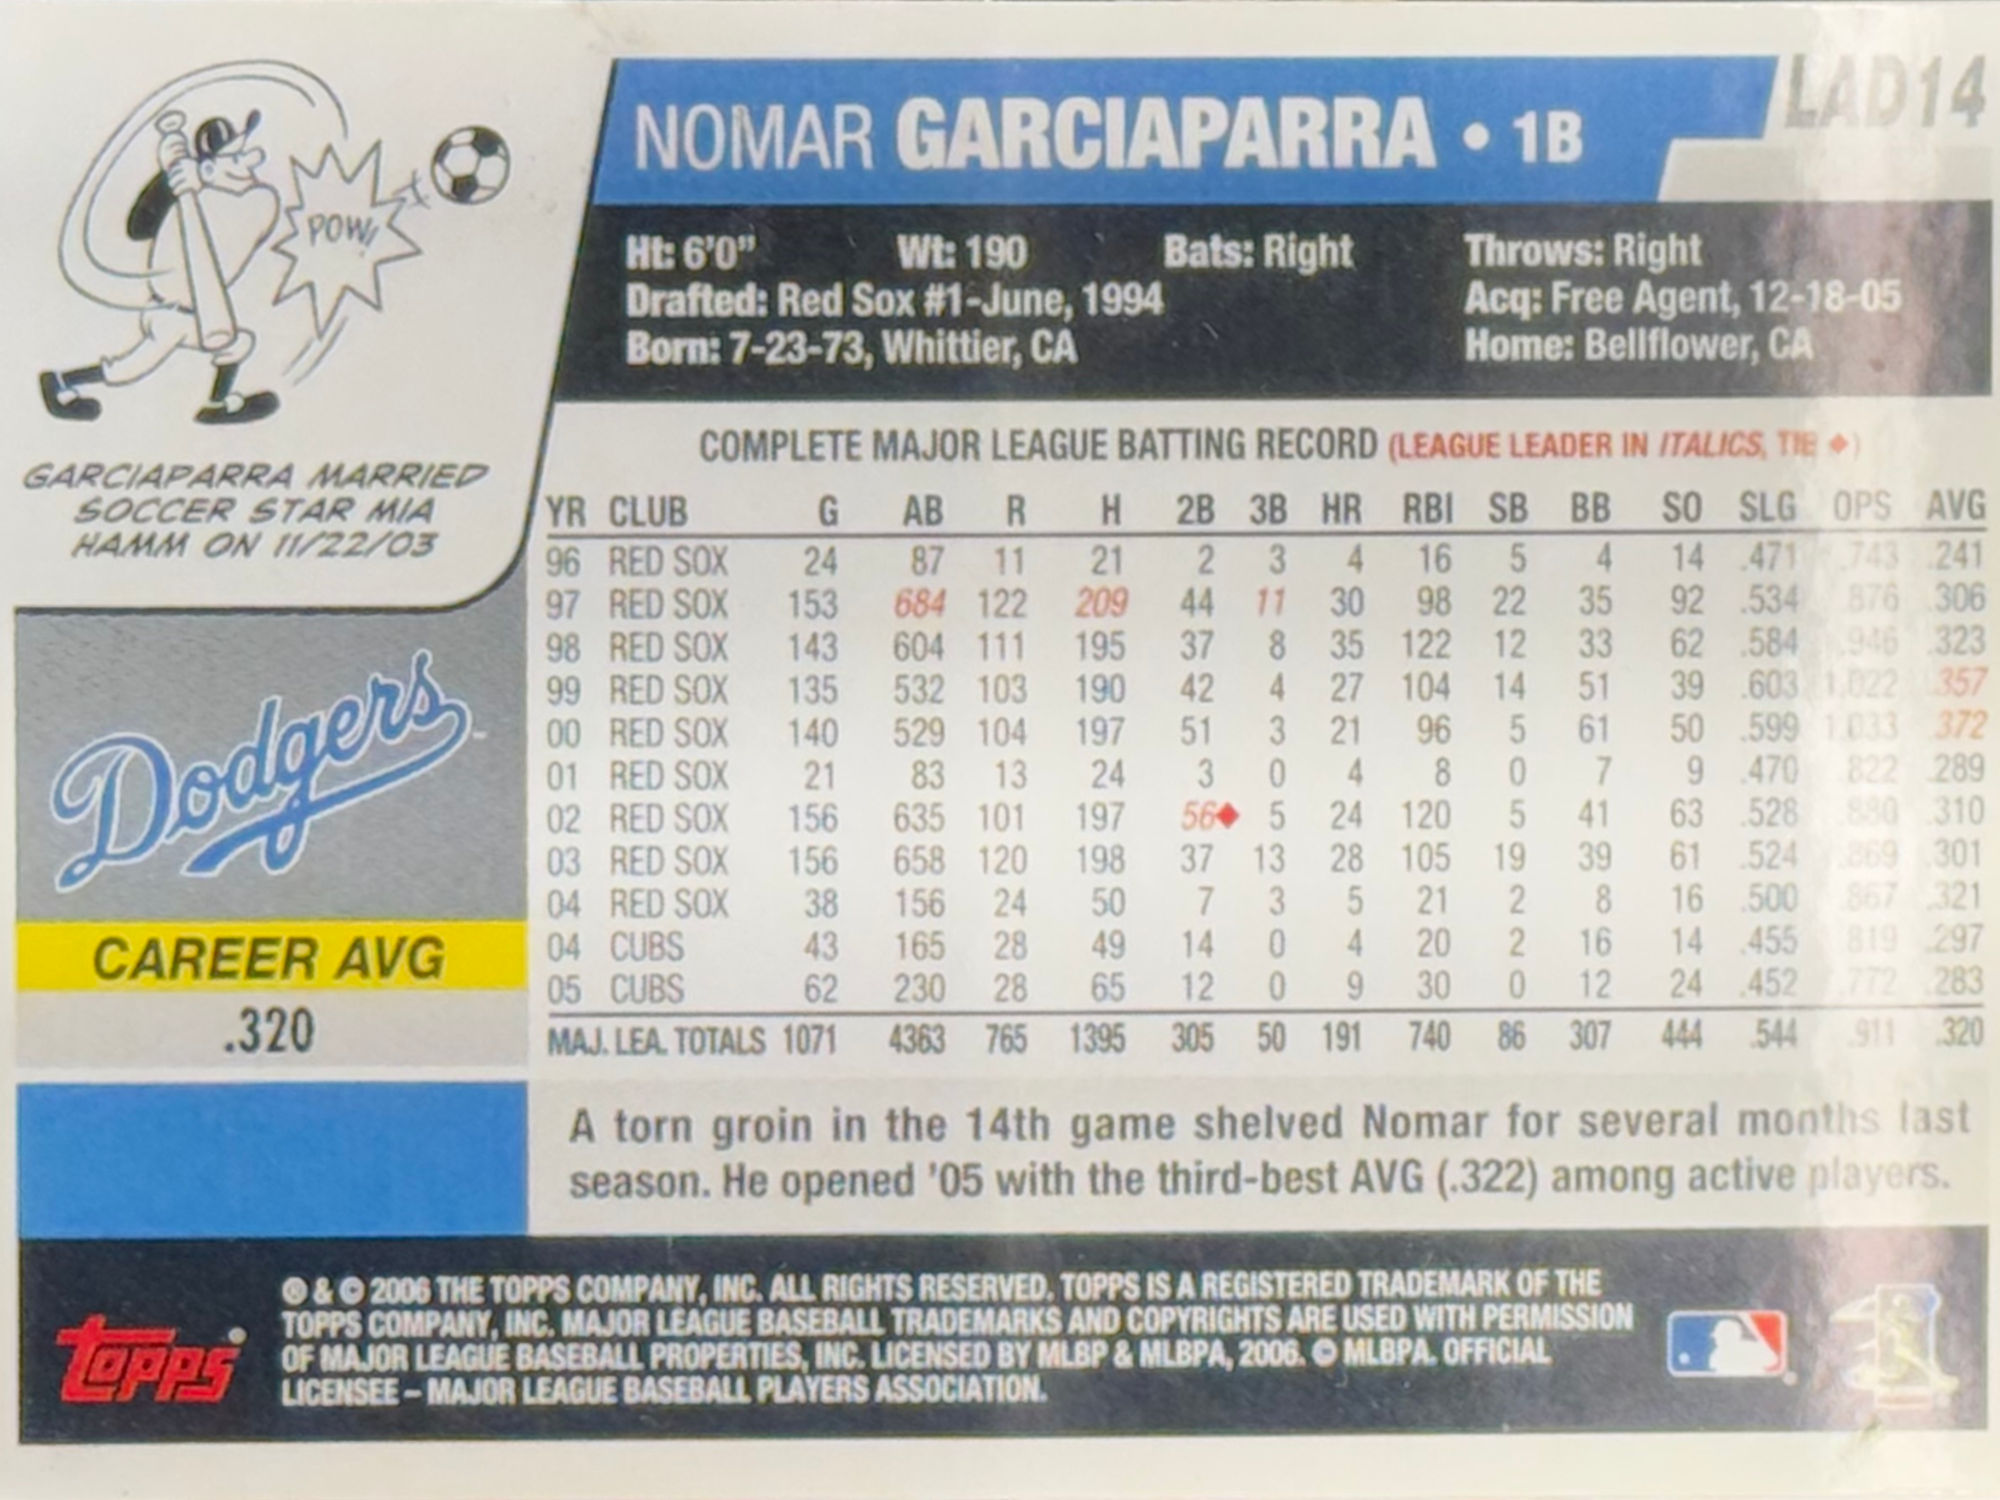 LAD14
NOMAR GARCIAPARRA • 1B
Ht: 6'0" Wt: 190 Bats: Right Throws: Right
Drafted: Red Sox #1-June, 1994 Acq: Free Agent, 12-18-05
Born: 7-23-73, Whittier, CA Home: Bellflower, CA
POW!
GARCIAPARRA MARRIED
SOCCER STAR MIA
HAMM ON 11/22/03
Dodgers
CAREER AVG
.320
COMPLETE MAJOR LEAGUE BATTING RECORD (LEAGUE LEADER IN ITALICS, TIE ♦)
YR CLUB G AB R H 2B 3B HR RBI SB BB SO SLG OPS AVG
96 RED SOX 24 87 11 21 2 3 4 16 5 4 14 .471 .743 .241
97 RED SOX 153 684 122 209 44 11 30 98 22 35 92 .534 .876 .306
98 RED SOX 143 604 111 195 37 8 35 122 12 33 62 .584 .946 .323
99 RED SOX 135 532 103 190 42 4 27 104 14 51 39 .603 1.022 .357
00 RED SOX 140 529 104 197 51 3 21 96 5 61 50 .599 1.033 .372
01 RED SOX 21 83 13 24 3 0 4 8 0 7 9 .470 .822 .289
02 RED SOX 156 635 101 197 56♦ 5 24 120 5 41 63 .528 .880 .310
03 RED SOX 156 658 120 198 37 13 28 105 19 39 61 .524 .869 .301
04 RED SOX 38 156 24 50 7 3 5 21 2 8 16 .500 .867 .321
04 CUBS 43 165 28 49 14 0 4 20 2 16 14 .455 .819 .297
05 CUBS 62 230 28 65 12 0 9 30 0 12 24 .452 .772 .283
MAJ. LEA. TOTALS 1071 4363 765 1395 305 50 191 740 86 307 444 .544 .911 .320
A torn groin in the 14th game shelved Nomar for several months last
season. He opened '05 with the third-best AVG (.322) among active players.
® & © 2006 THE TOPPS COMPANY, INC. ALL RIGHTS RESERVED. TOPPS IS A REGISTERED TRADEMARK OF THE
TOPPS COMPANY, INC. MAJOR LEAGUE BASEBALL TRADEMARKS AND COPYRIGHTS ARE USED WITH PERMISSION
OF MAJOR LEAGUE BASEBALL PROPERTIES, INC. LICENSED BY MLBP & MLBPA, 2006. © MLBPA. OFFICIAL
LICENSEE – MAJOR LEAGUE BASEBALL PLAYERS ASSOCIATION.
topps®